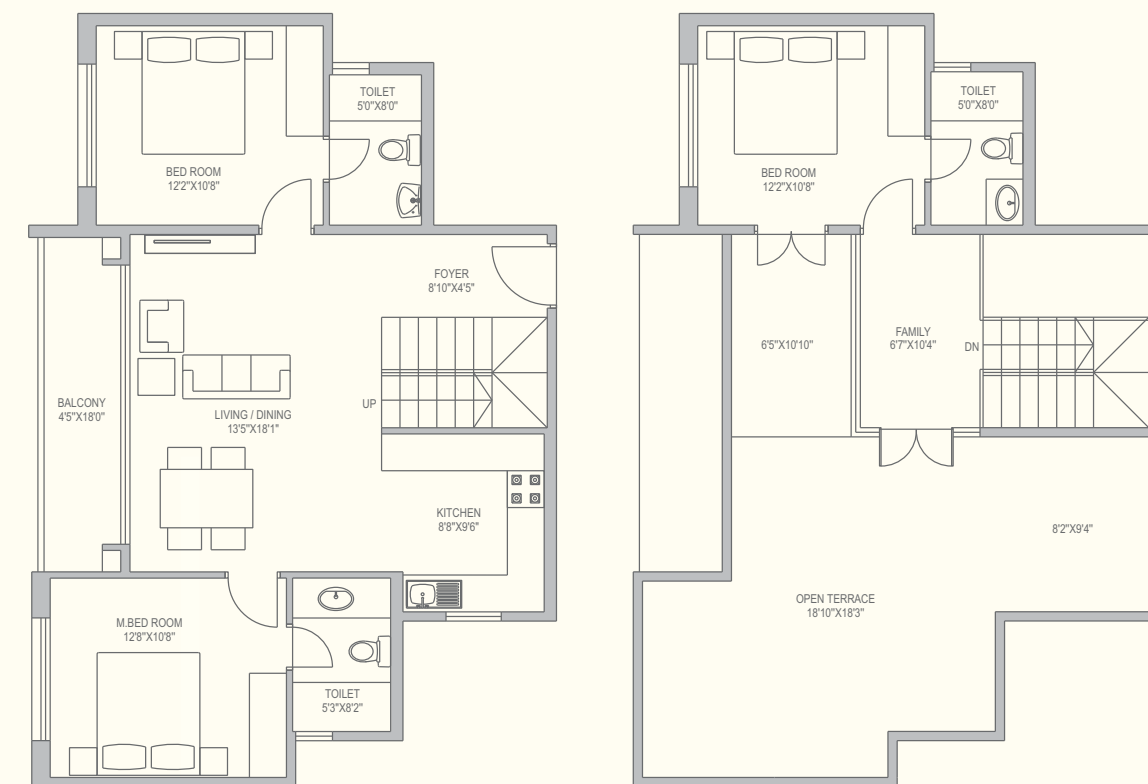 TOILET
5'0"X8'0"
BED ROOM
12'2"X10'8"
FOYER
8'10"X4'5"
BALCONY
4'5"X18'0"
LIVING / DINING
13'5"X18'1"
UP
KITCHEN
8'8"X9'6"
M.BED ROOM
12'8"X10'8"
TOILET
5'3"X8'2"
TOILET
5'0"X8'0"
BED ROOM
12'2"X10'8"
6'5"X10'10"
FAMILY
6'7"X10'4"
DN
8'2"X9'4"
OPEN TERRACE
18'10"X18'3"